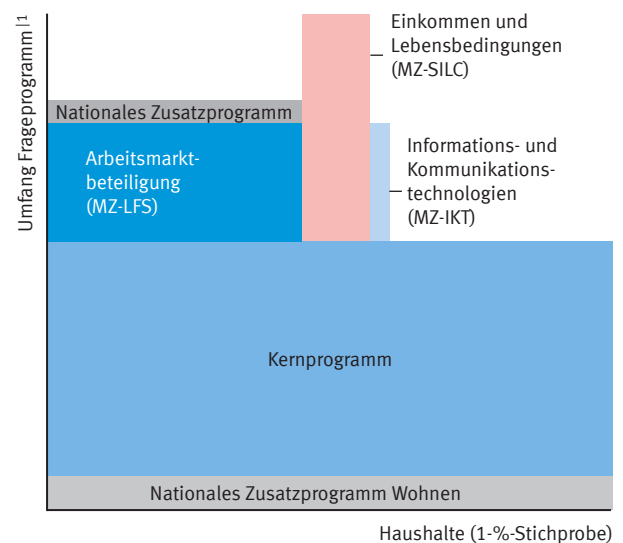 Umfang Frageprogramm |1
Einkommen und
Lebensbedingungen
(MZ-SILC)
Nationales Zusatzprogramm
Arbeitsmarkt-
beteiligung
(MZ-LFS)
Informations- und
Kommunikations-
technologien
(MZ-IKT)
Kernprogramm
Nationales Zusatzprogramm Wohnen
Haushalte (1-%-Stichprobe)